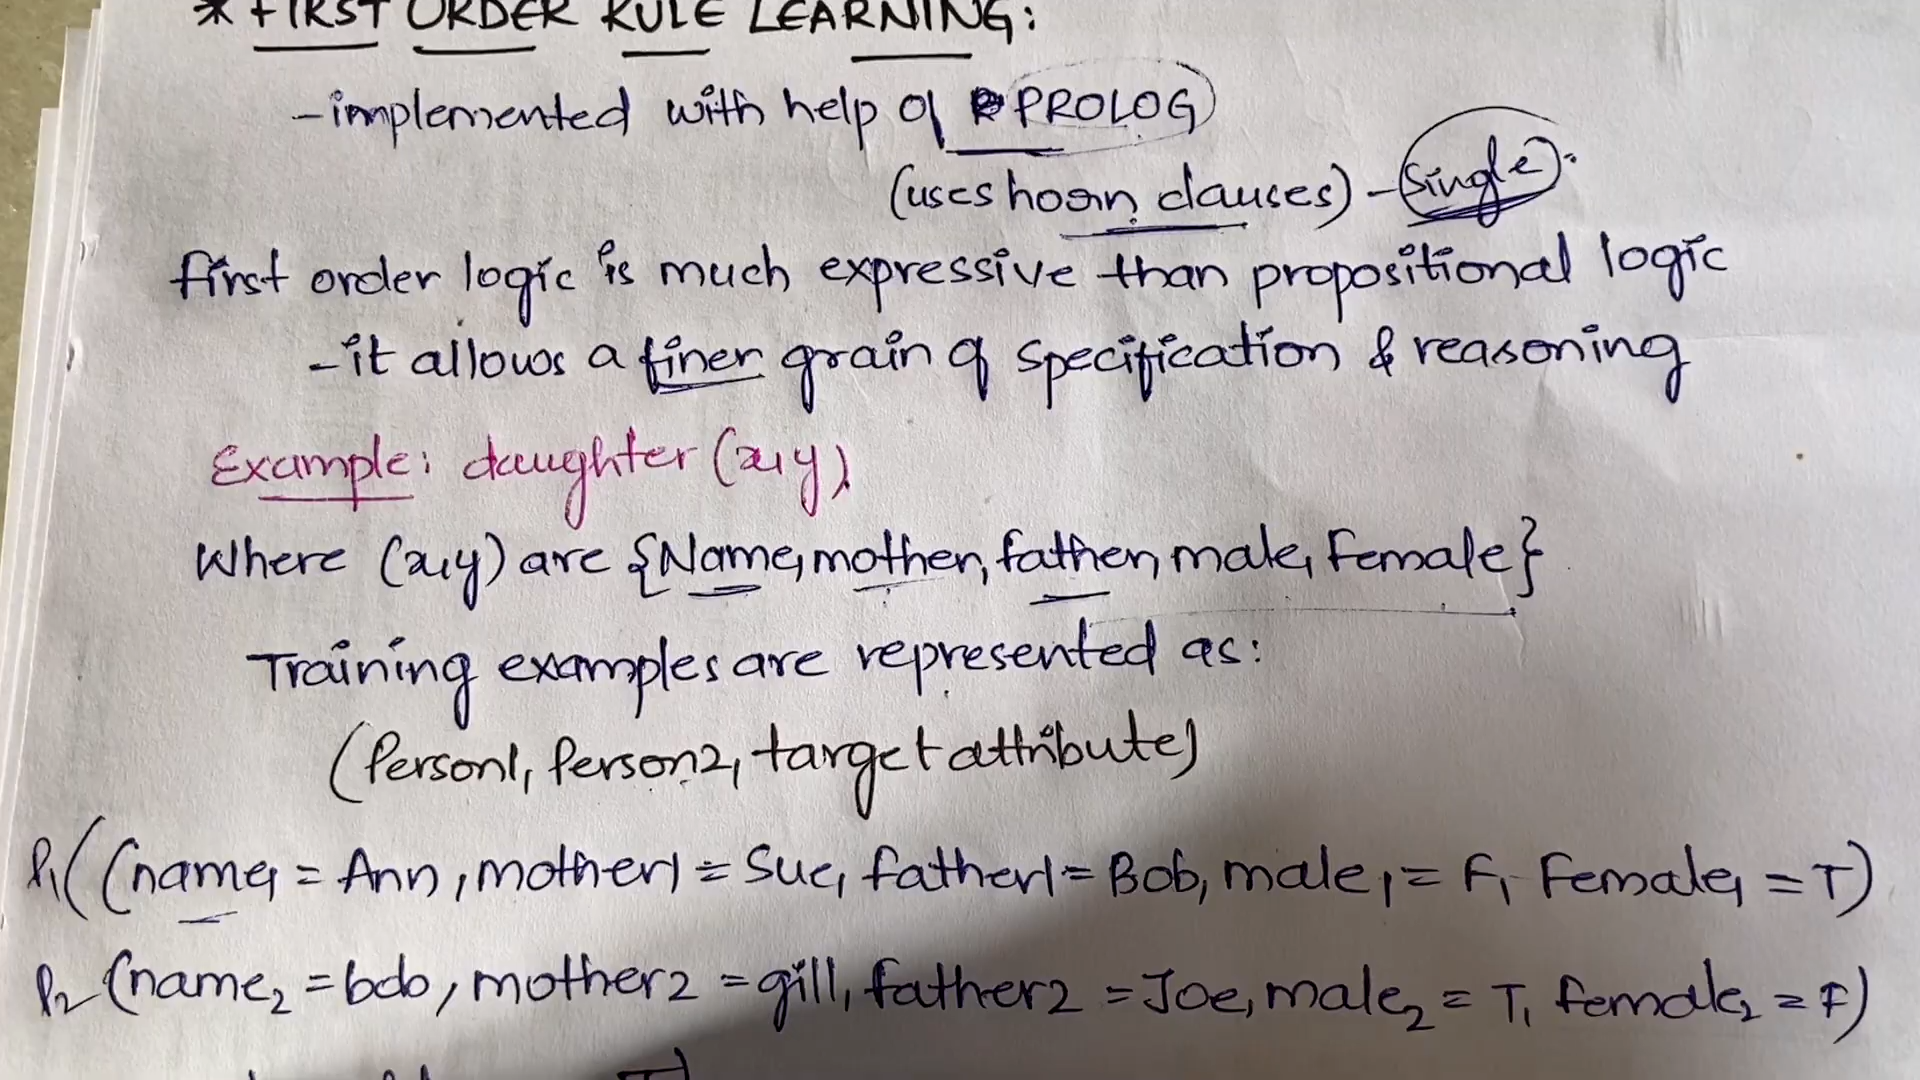 * FIRST ORDER RULE LEARNING:
-implemented with help of PROLOG
(uses horn clauses) - single
first order logic is much expressive than propositional logic
- it allows a finer grain of specification & reasoning
Example: daughter (x,y)
Where (x,y) are {Name, mother, father, male, Female}
Training examples are represented as:
(Person1, Person2, target attribute)
P1 ((name1 = Ann, mother1 = Sue, father1 = Bob, male1 = F, Female1 = T)
P2 (name2 = bob, mother2 = gill, father2 = Joe, male2 = T, female2 = F)